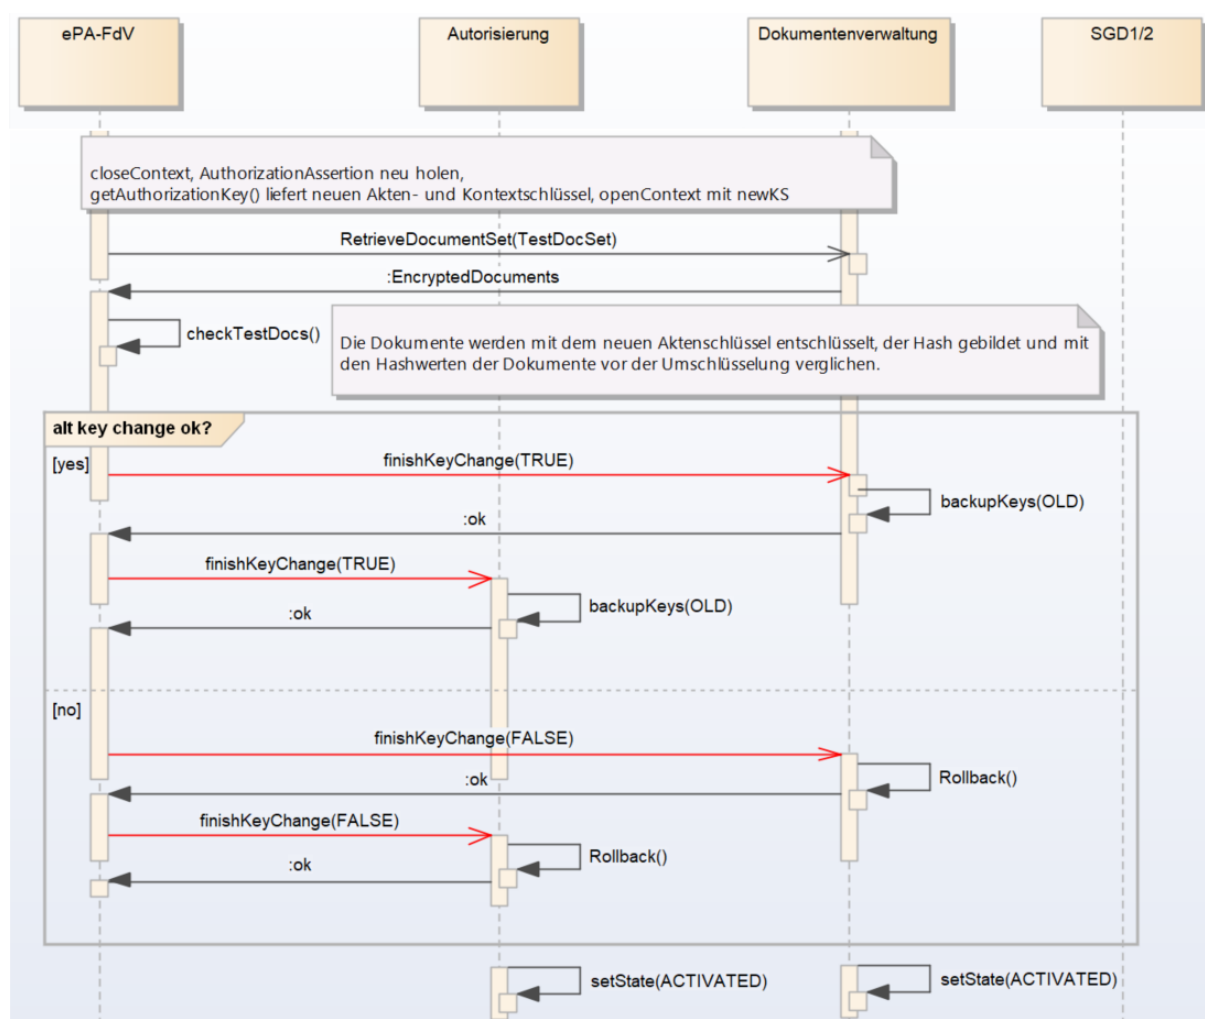 ePA-FdV
Autorisierung
Dokumentenverwaltung
SGD1/2
closeContext, AuthorizationAssertion neu holen,
getAuthorizationKey() liefert neuen Akten- und Kontextschlüssel, openContext mit newKS
RetrieveDocumentSet(TestDocSet)
:EncryptedDocuments
checkTestDocs()
Die Dokumente werden mit dem neuen Aktenschlüssel entschlüsselt, der Hash gebildet und mit
den Hashwerten der Dokumente vor der Umschlüsselung verglichen.
alt key change ok?
[yes]
finishKeyChange(TRUE)
backupKeys(OLD)
:ok
finishKeyChange(TRUE)
backupKeys(OLD)
:ok
[no]
finishKeyChange(FALSE)
Rollback()
:ok
finishKeyChange(FALSE)
Rollback()
:ok
setState(ACTIVATED)
setState(ACTIVATED)